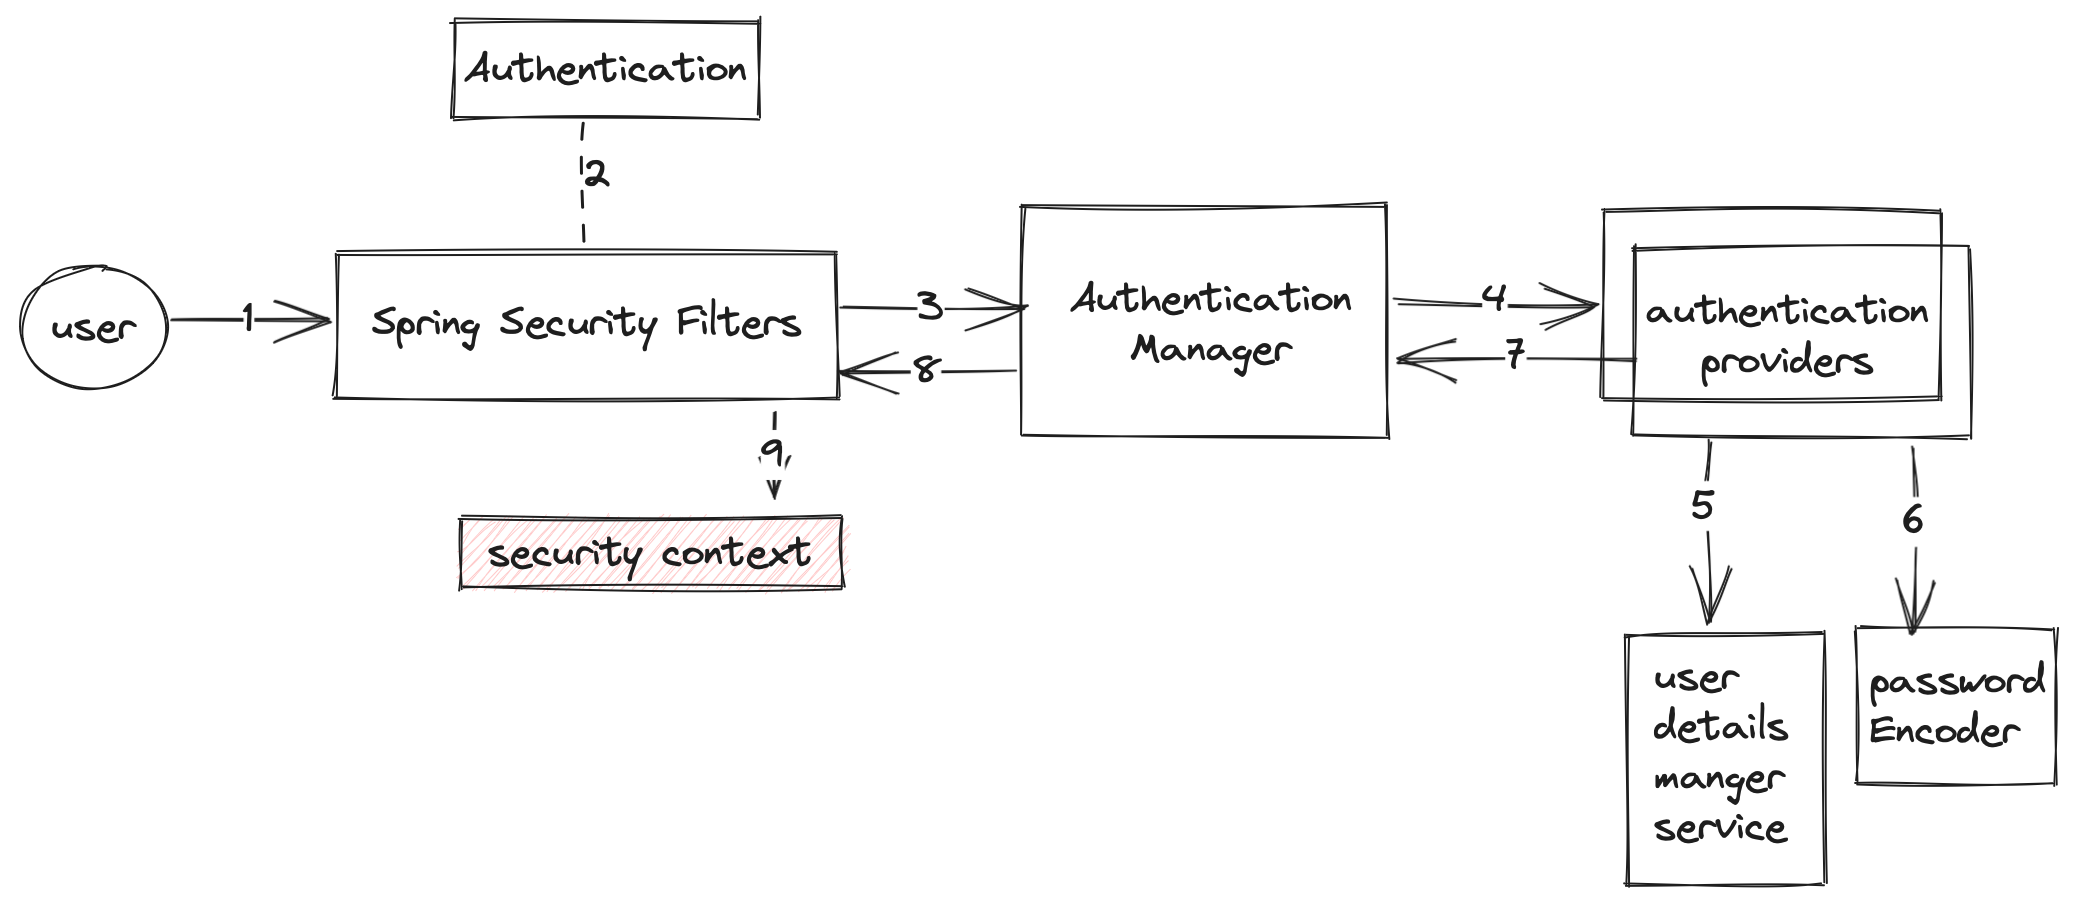 Authentication
2
user
1
Spring Security Filters
3
8
Authentication
Manager
4
7
authentication
providers
9
security context
5
6
user
details
manger
service
password
Encoder